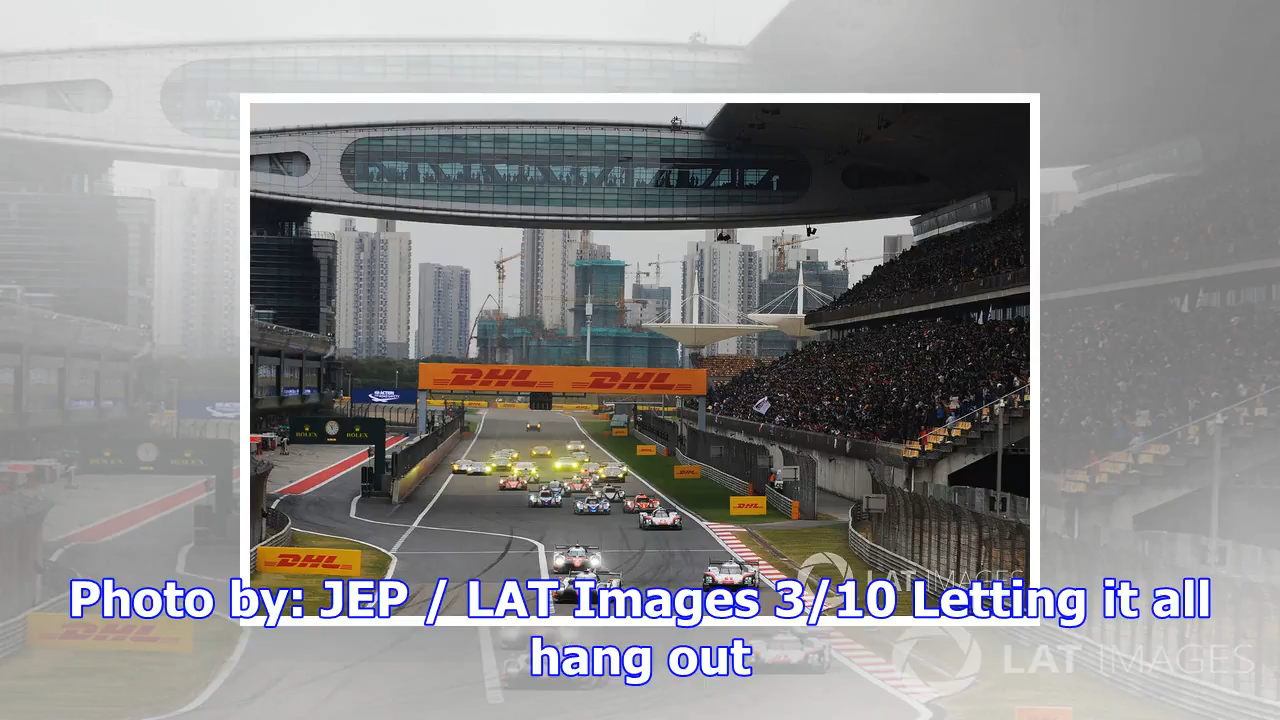 DHL DHL
ROLEX ROLEX
DHL
DHL
DHL
LAT IMAGES
Photo by: JEP / LAT Images 3/10 Letting it all
hang out
LAT IMAGES